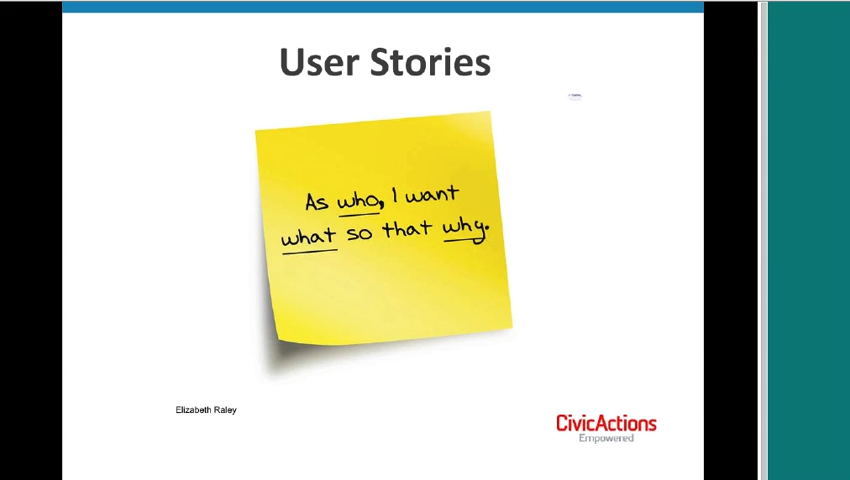 User Stories
As who, I want
what so that why.
Elizabeth Raley
CivicActions
Empowered